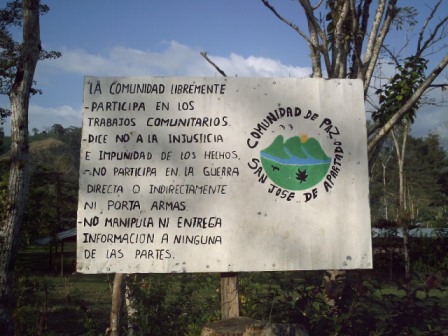 LA COMUNIDAD LIBREMENTE
-PARTICIPA EN LOS
TRABAJOS COMUNITARIOS.
-DICE NO A LA INJUSTICIA
E IMPUNIDAD DE LOS HECHOS.
-NO PARTICIPA EN LA GUERRA
DIRECTA O INDIRECTAMENTE
NI PORTA ARMAS.
-NO MANIPULA NI ENTREGA
INFORMACION A NINGUNA
DE LAS PARTES.
COMUNIDAD DE PAZ
SAN JOSE DE APARTADO